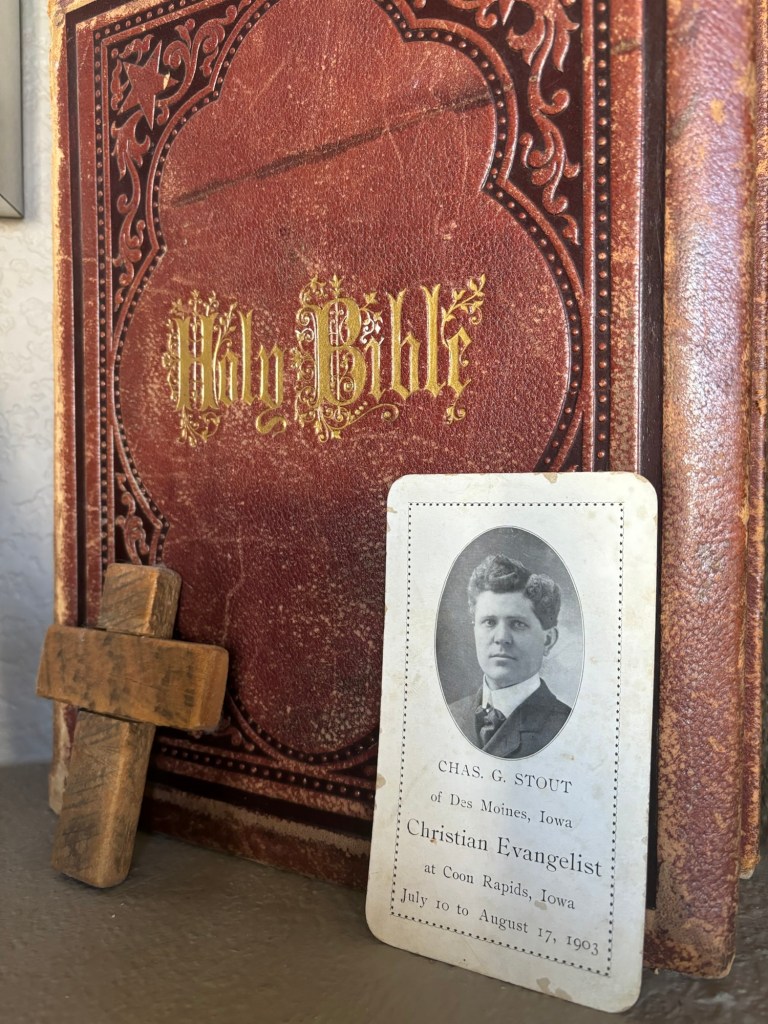 Holy Bible
CHAS. G. STOUT
of Des Moines, Iowa
Christian Evangelist
at Coon Rapids, Iowa
July 10 to August 17, 1903